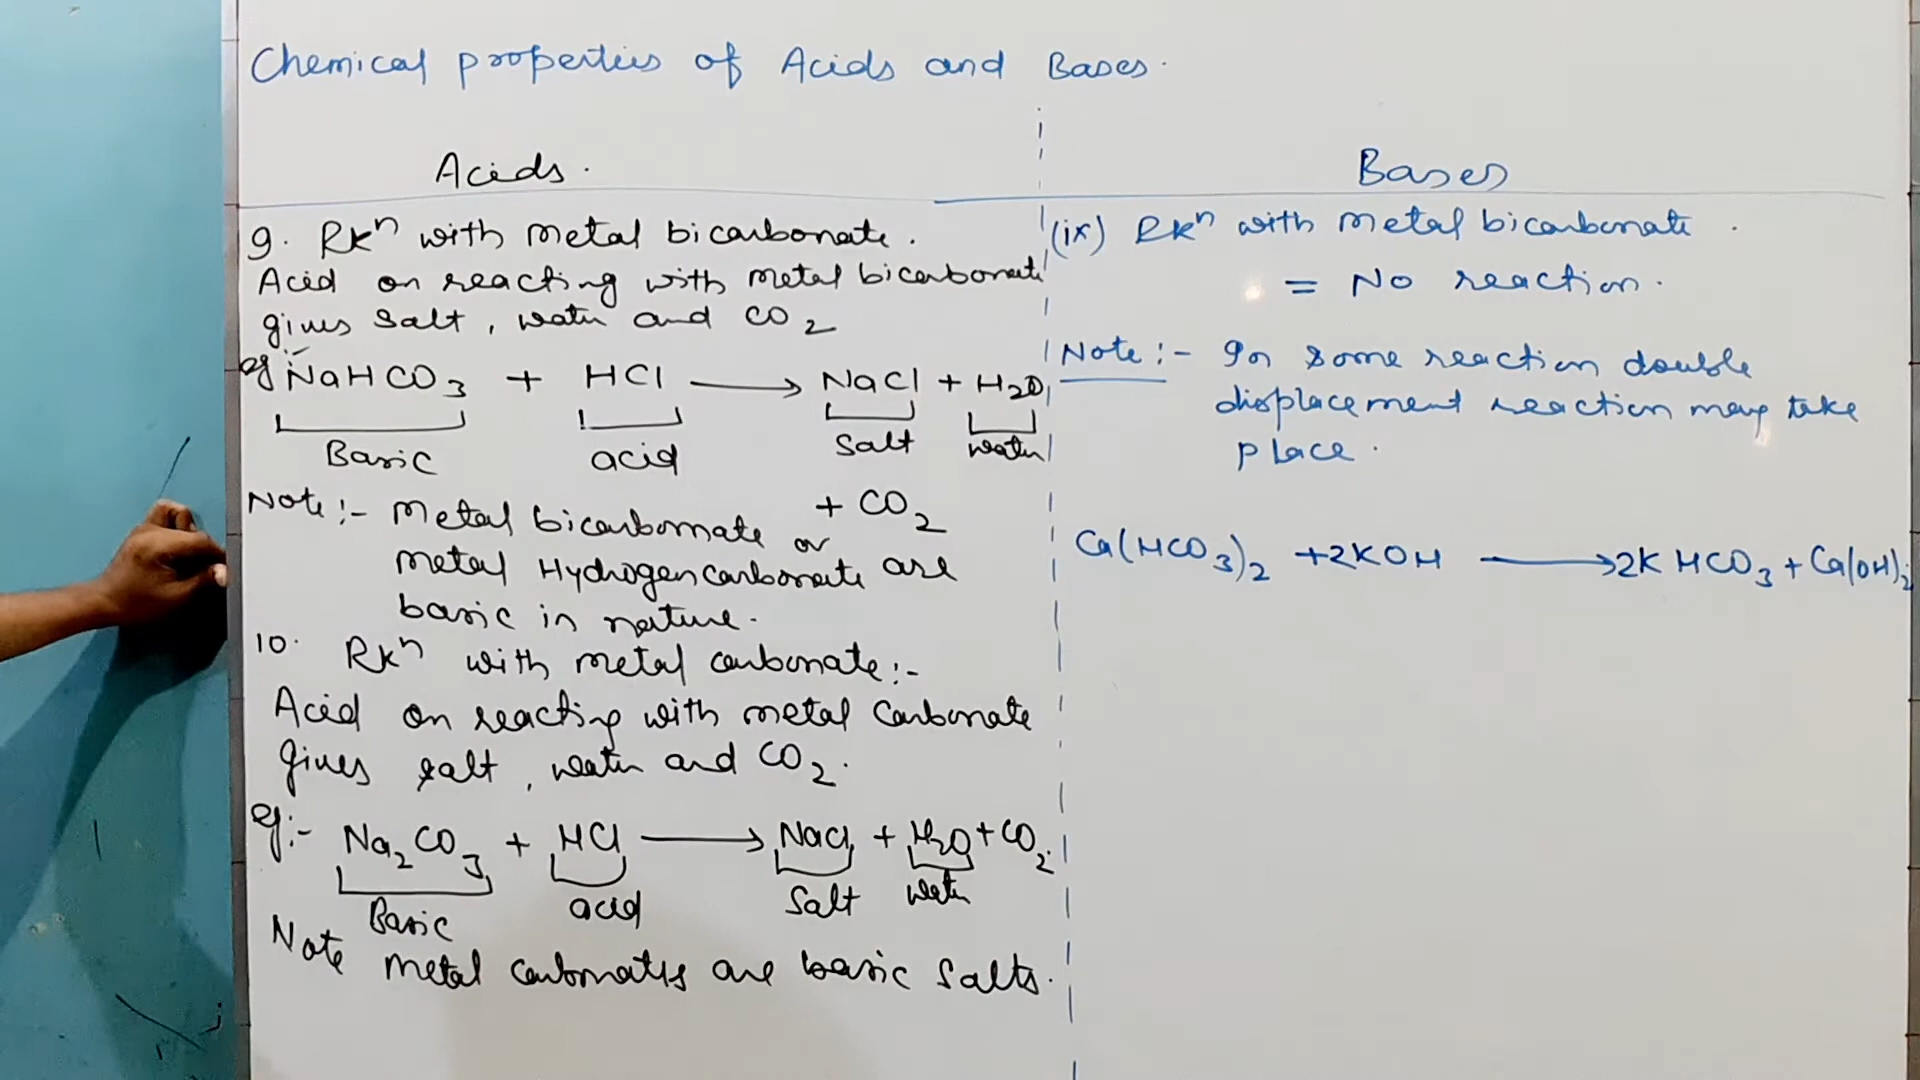 Chemical properties of Acids and Bases.
Acids.
9. Rxⁿ with metal bicarbonate.
Acid on reacting with metal bicarbonate
gives salt, water and CO₂
eg:- NaHCO₃ + HCl ⟶ NaCl + H₂O
Basic acid salt water
+ CO₂
Note:- Metal bicarbonate or
metal Hydrogencarbonate are
basic in nature.
10. Rxⁿ with metal carbonate:-
Acid on reacting with metal carbonate
gives salt, water and CO₂.
eg:- Na₂CO₃ + HCl ⟶ NaCl + H₂O + CO₂
Basic acid Salt water
Note Metal carbonates are basic salts.
Bases
(ix) Rxⁿ with metal bicarbonate.
= No reaction.
Note:- In some reaction double
displacement reaction may take
place.
Ca(HCO₃)₂ + 2KOH ⟶ 2KHCO₃ + Ca(OH)₂